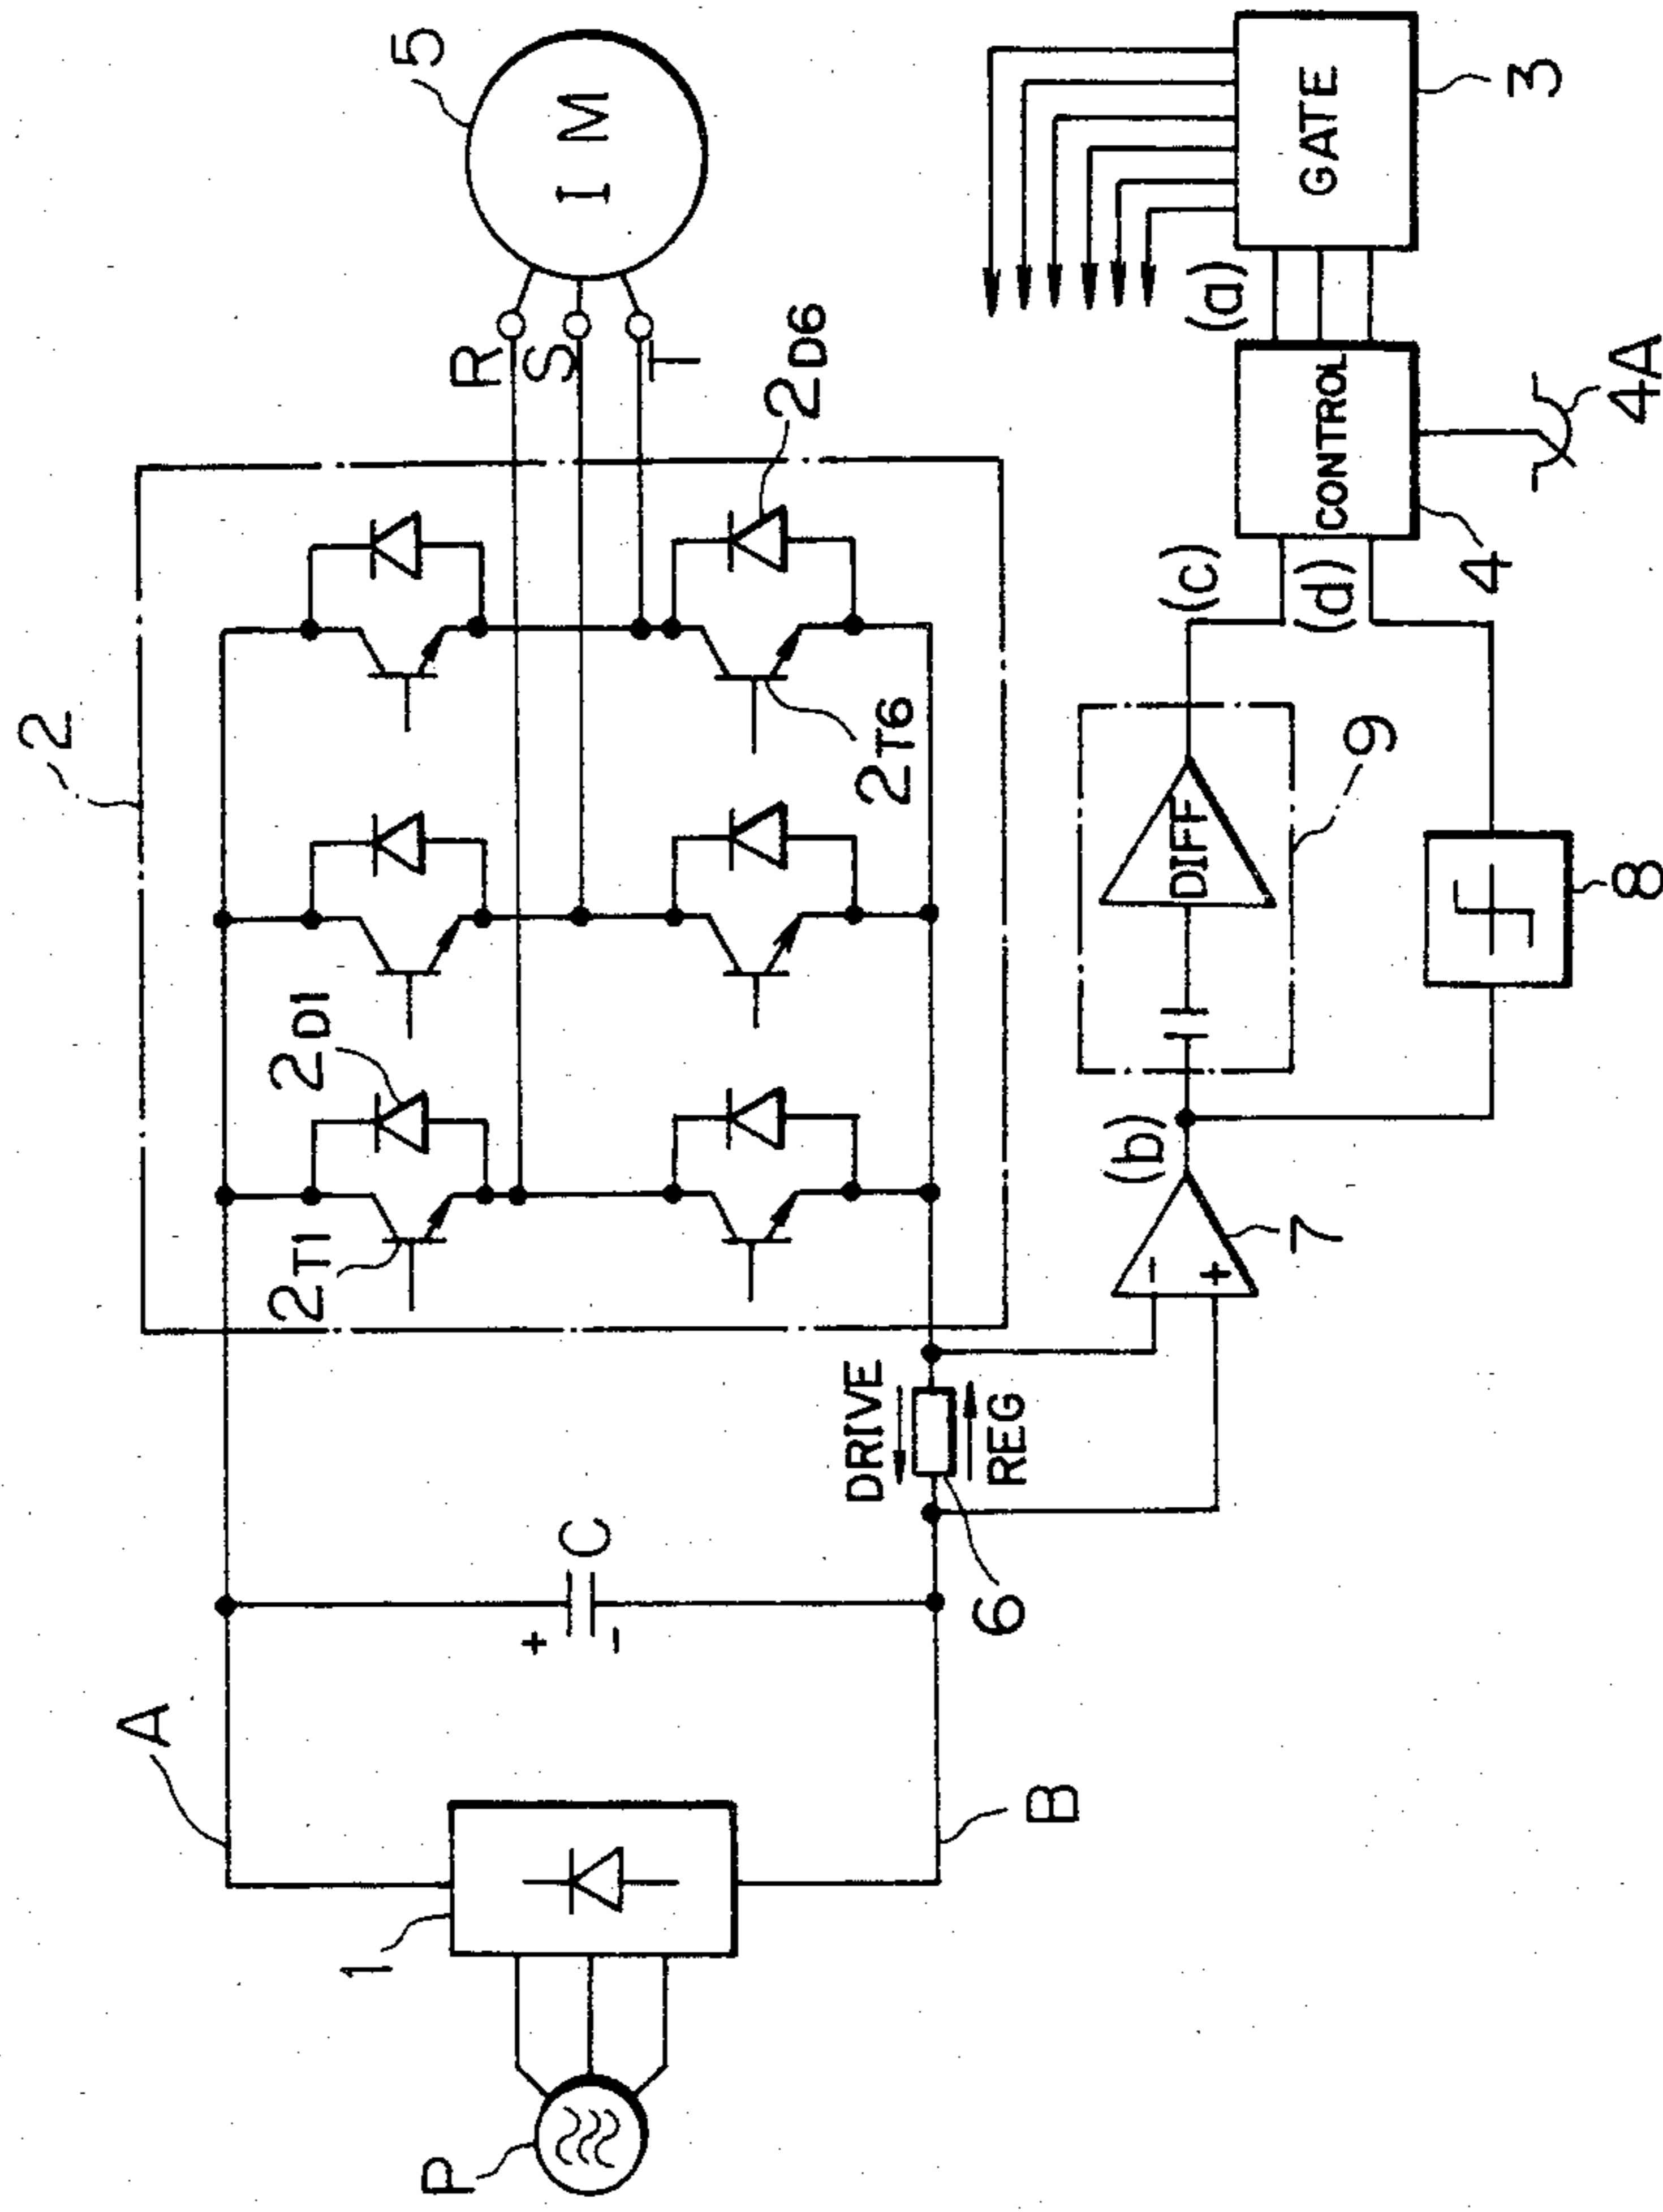 2
5
I M
R
S
T
2D6
2D1
2T1
2T6
A
C
+
-
DRIVE
REG
6
1
P
B
(b)
-
+
7
DIFF
9
(c)
(d)
8
CONTROL
4
4A
(a)
GATE
3